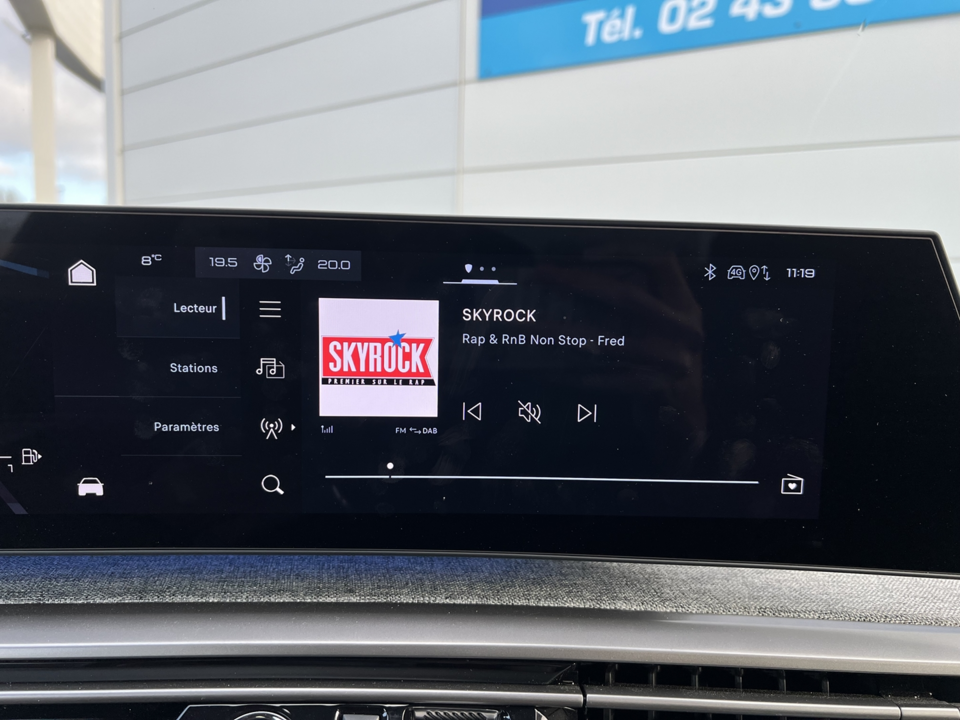 Tél. 02 43
8°C
19.5
20.0
4G
11:19
Lecteur
Stations
Paramètres
SKYROCK
PREMIER SUR LE RAP
SKYROCK
Rap & RnB Non Stop - Fred
FM DAB